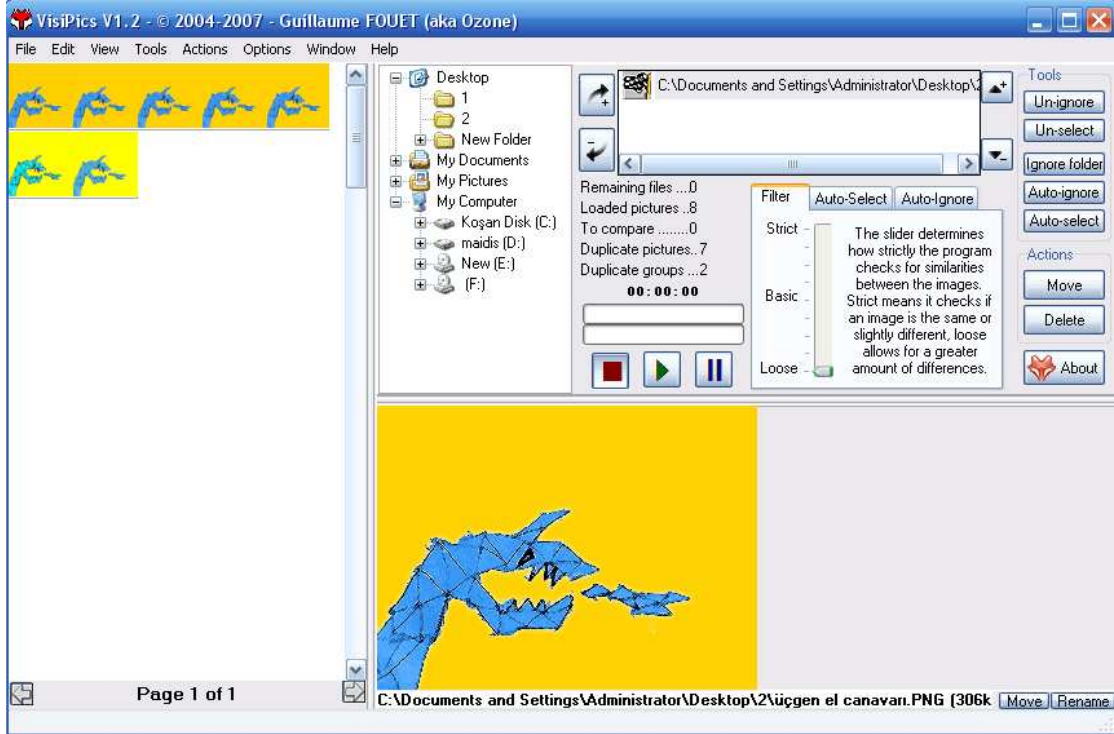 VisiPics V1.2 - © 2004-2007 - Guillaume FOUET (aka Ozone)
File Edit View Tools Actions Options Window Help
Desktop
1
2
New Folder
My Documents
My Pictures
My Computer
Koşan Disk (C:)
maidis (D:)
New (E:)
(F:)
C:\Documents and Settings\Administrator\Desktop\2
Remaining files ...0
Loaded pictures ..8
To compare ........0
Duplicate pictures..7
Duplicate groups ...2
00:00:00
Filter Auto-Select Auto-Ignore
Strict
Basic
Loose
The slider determines
how strictly the program
checks for similarities
between the images.
Strict means it checks if
an image is the same or
slightly different, loose
allows for a greater
amount of differences.
Tools
Un-ignore
Un-select
Ignore folder
Auto-ignore
Auto-select
Actions
Move
Delete
About
Page 1 of 1
C:\Documents and Settings\Administrator\Desktop\2\üçgen el canavarı.PNG (306k
Move Rename